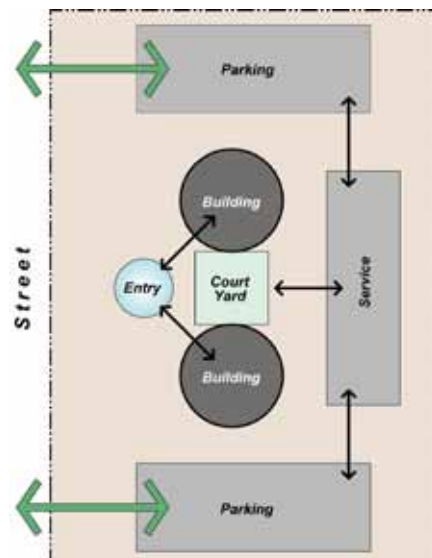 Parking
Building
Street
Entry
Court
Yard
Service
Building
Parking